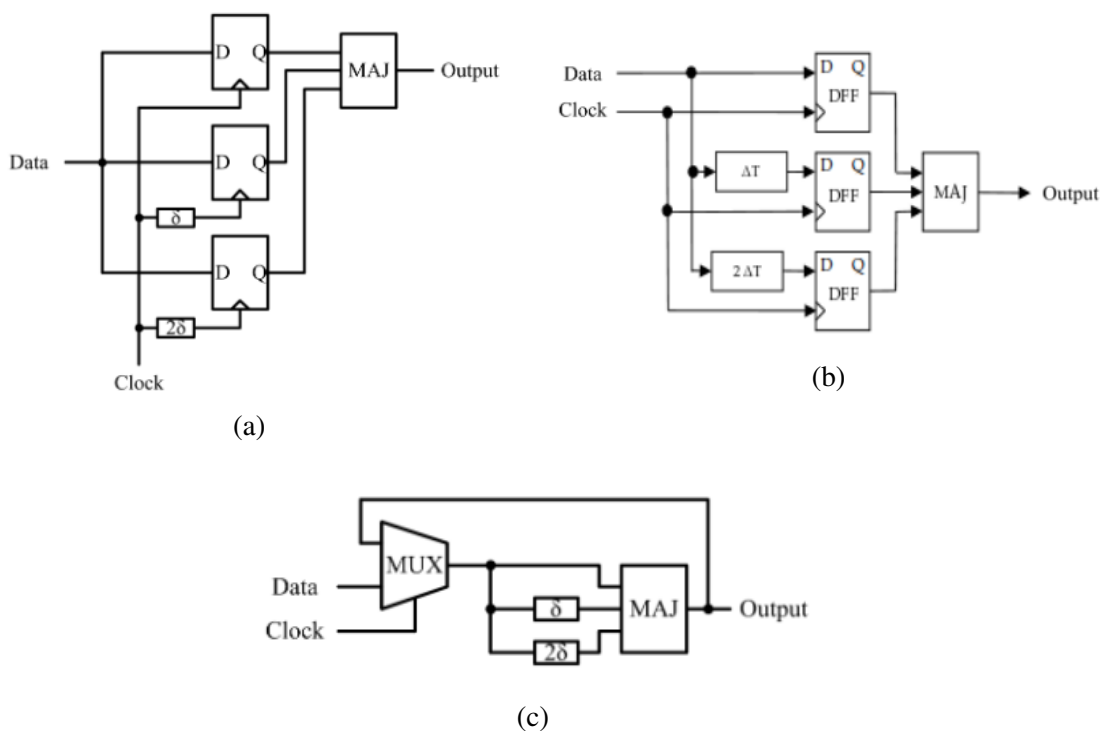 D Q
MAJ
Output
Data
D Q
δ
D Q
2δ
Clock
(a)
Data
Clock
D Q
DFF
ΔT
D Q
DFF
MAJ
Output
2 ΔT
D Q
DFF
(b)
MUX
Data
Clock
δ
MAJ
Output
2δ
(c)